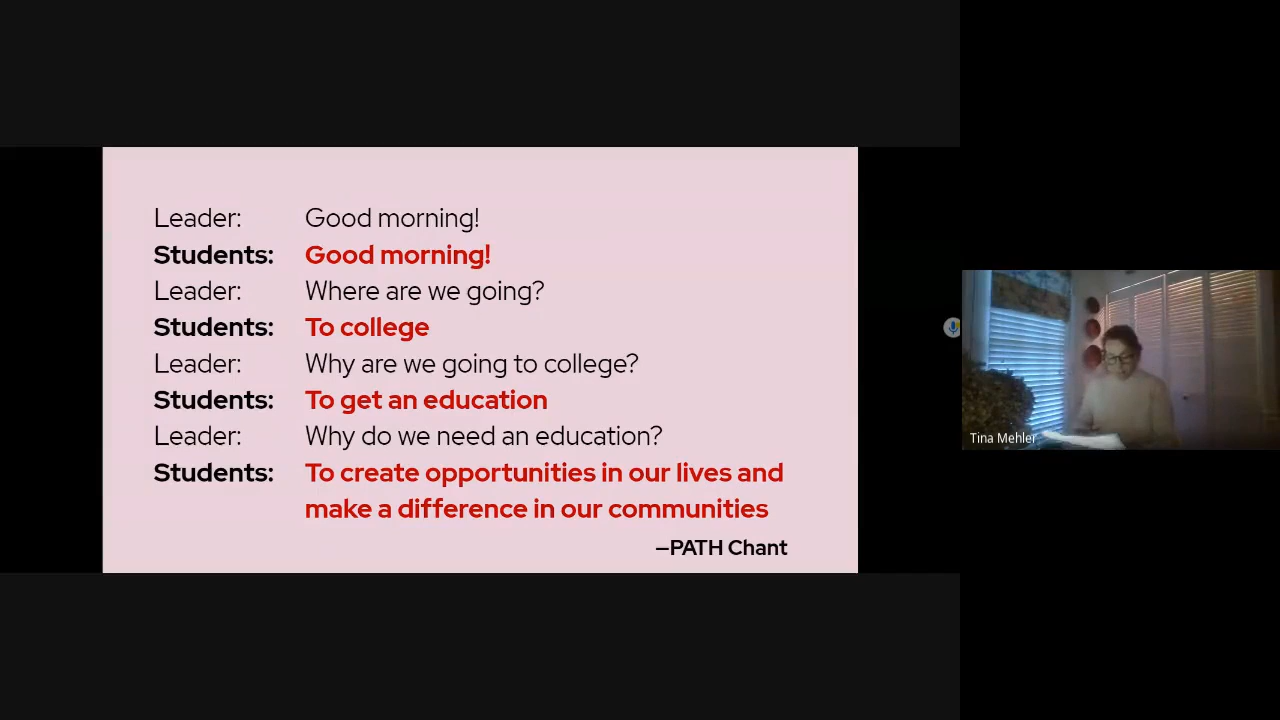 Leader: Good morning!
Students: Good morning!
Leader: Where are we going?
Students: To college
Leader: Why are we going to college?
Students: To get an education
Leader: Why do we need an education?
Students: To create opportunities in our lives and
make a difference in our communities
—PATH Chant
Tina Mehler